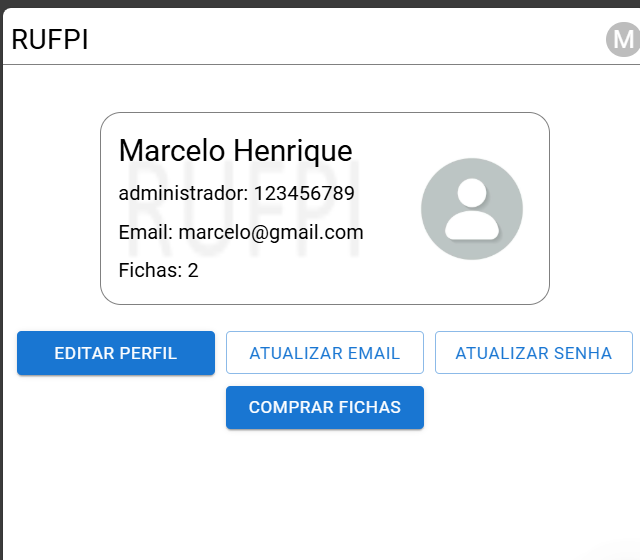 RUFPI
M
Marcelo Henrique
RUFPI
administrador: 123456789
Email: marcelo@gmail.com
Fichas: 2
EDITAR PERFIL
ATUALIZAR EMAIL
ATUALIZAR SENHA
COMPRAR FICHAS